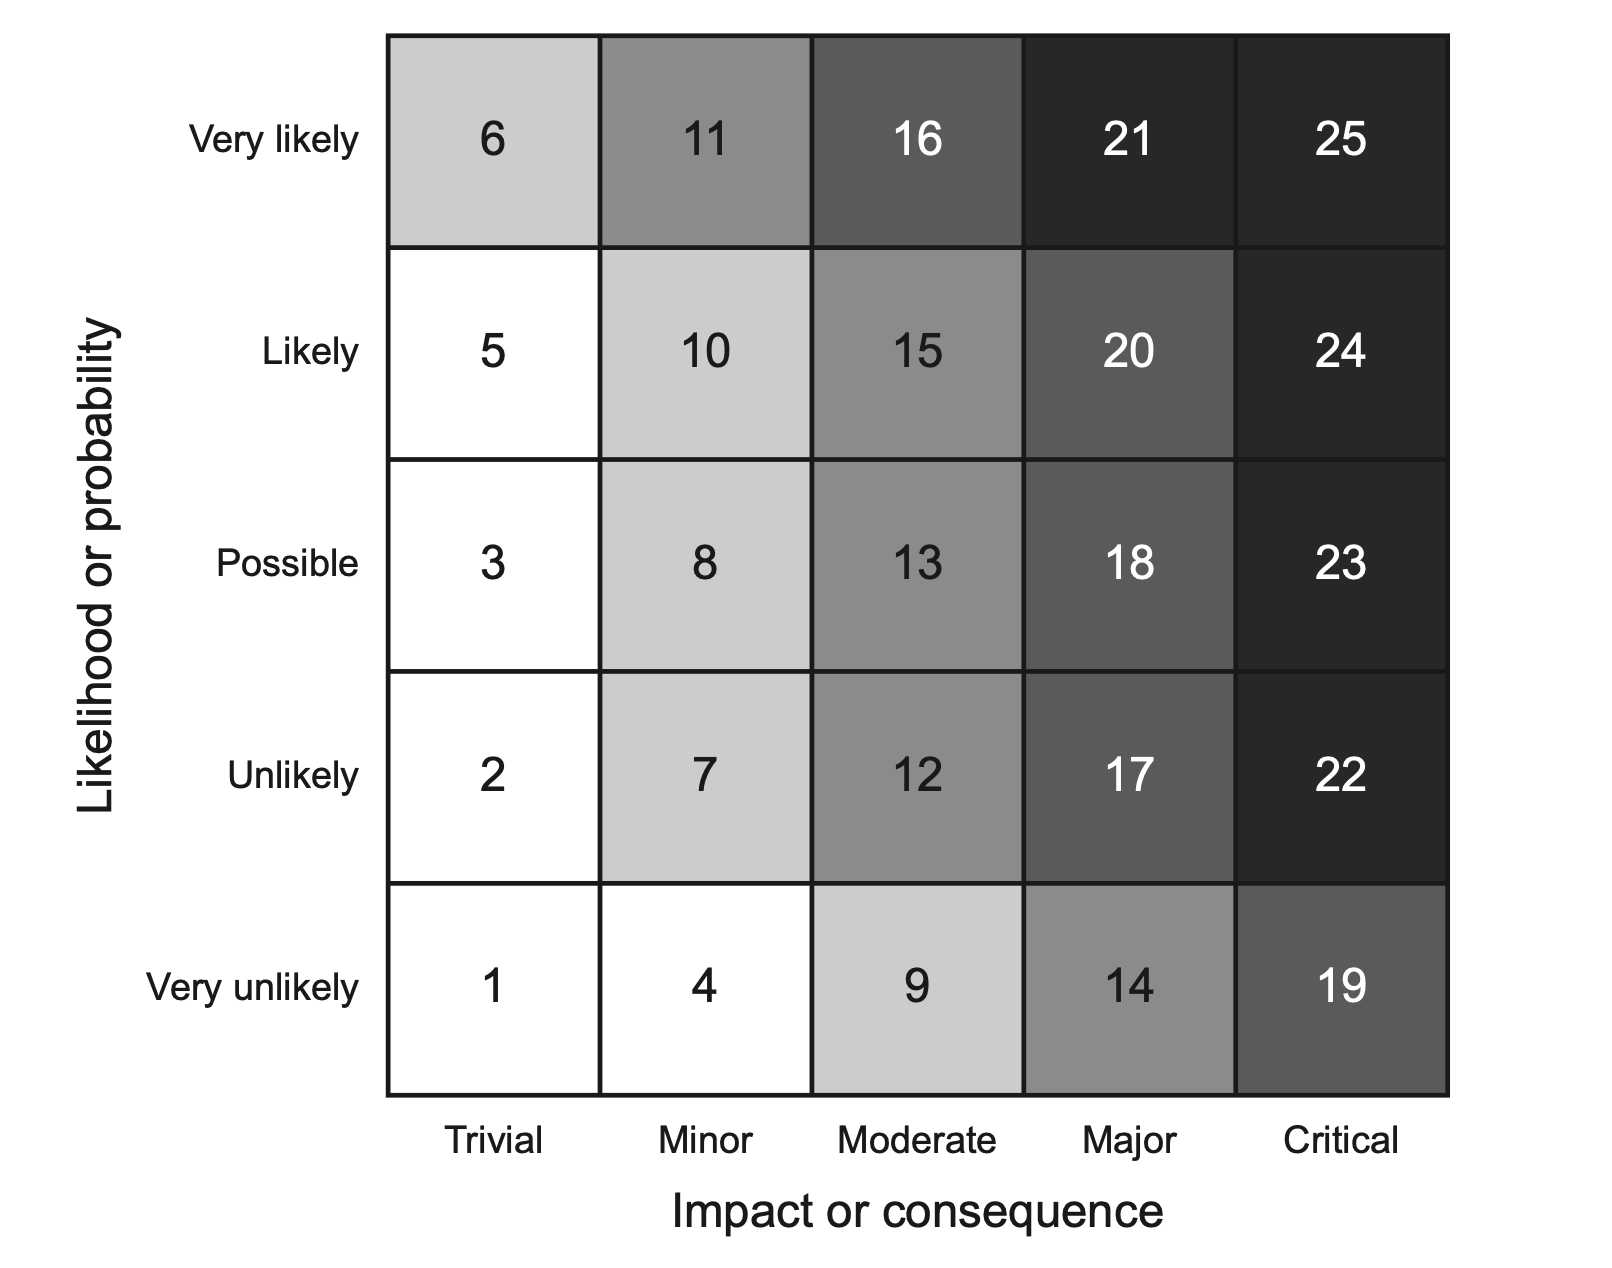 Likelihood or probability
Very likely 6 11 16 21 25
Likely 5 10 15 20 24
Possible 3 8 13 18 23
Unlikely 2 7 12 17 22
Very unlikely 1 4 9 14 19
Trivial Minor Moderate Major Critical
Impact or consequence